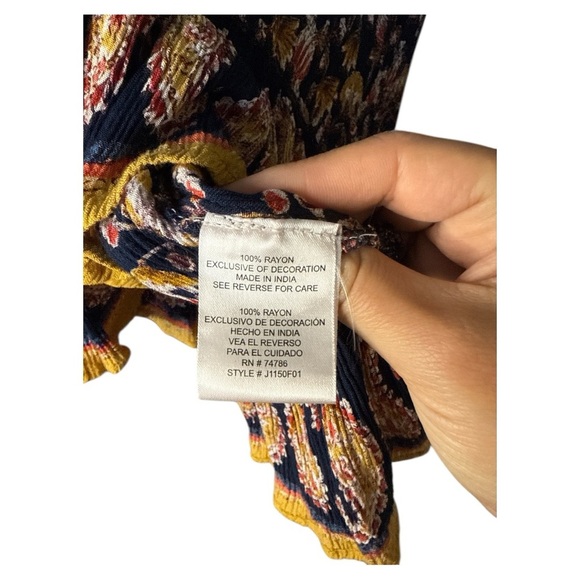 100% RAYON
EXCLUSIVE OF DECORATION
MADE IN INDIA
SEE REVERSE FOR CARE
100% RAYON
EXCLUSIVO DE DECORACIÓN
HECHO EN INDIA
VEA EL REVERSO
PARA EL CUIDADO
RN # 74786
STYLE # J1150F01